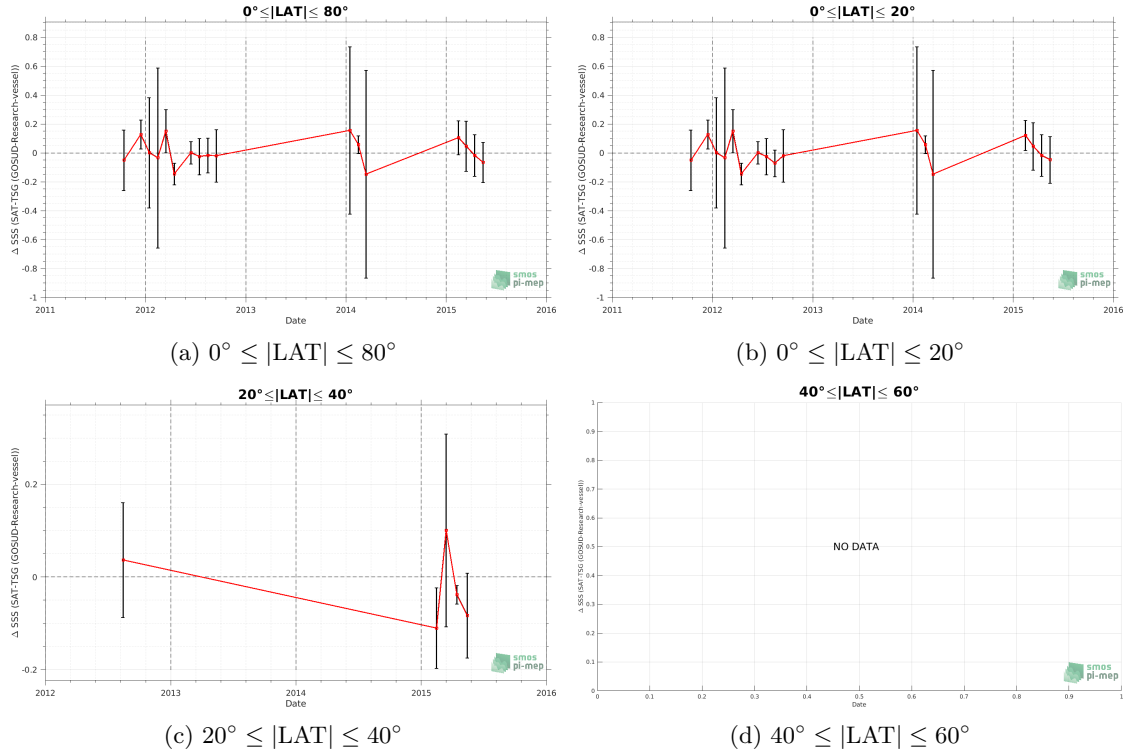 0°≤|LAT|≤ 80°
Δ SSS (SAT-TSG (GOSUD-Research-vessel))
0.8
0.6
0.4
0.2
0
-0.2
-0.4
-0.6
-0.8
-1
2011
2012
2013
2014
2015
2016
Date
smos
pi-mep
(a) 0° ≤ |LAT| ≤ 80°
0°≤|LAT|≤ 20°
Δ SSS (SAT-TSG (GOSUD-Research-vessel))
0.8
0.6
0.4
0.2
0
-0.2
-0.4
-0.6
-0.8
-1
2011
2012
2013
2014
2015
2016
Date
smos
pi-mep
(b) 0° ≤ |LAT| ≤ 20°
20°≤|LAT|≤ 40°
Δ SSS (SAT-TSG (GOSUD-Research-vessel))
0.2
0
-0.2
2012
2013
2014
2015
2016
Date
smos
pi-mep
(c) 20° ≤ |LAT| ≤ 40°
40°≤|LAT|≤ 60°
Δ SSS (SAT-TSG (GOSUD-Research-vessel))
1
0.9
0.8
0.7
0.6
0.5
0.4
0.3
0.2
0.1
0
NO DATA
0
0.1
0.2
0.3
0.4
0.5
0.6
0.7
0.8
0.9
1
Date
smos
pi-mep
(d) 40° ≤ |LAT| ≤ 60°